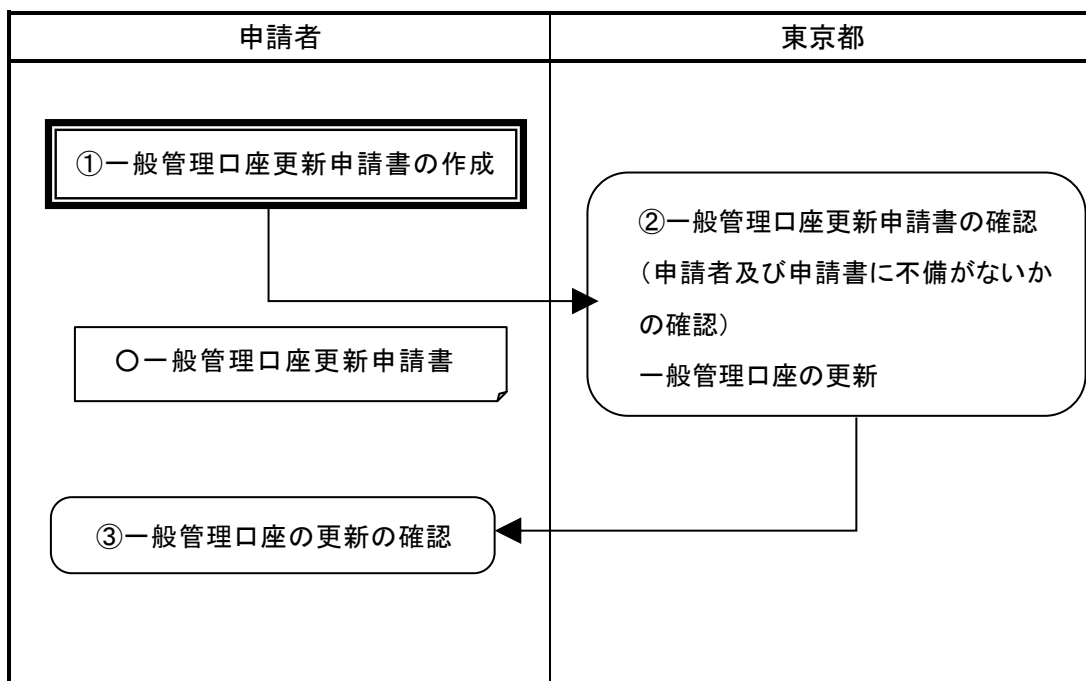 申請者
東京都
①一般管理口座更新申請書の作成
②一般管理口座更新申請書の確認
（申請者及び申請書に不備がないか
の確認）
一般管理口座の更新
○一般管理口座更新申請書
③一般管理口座の更新の確認